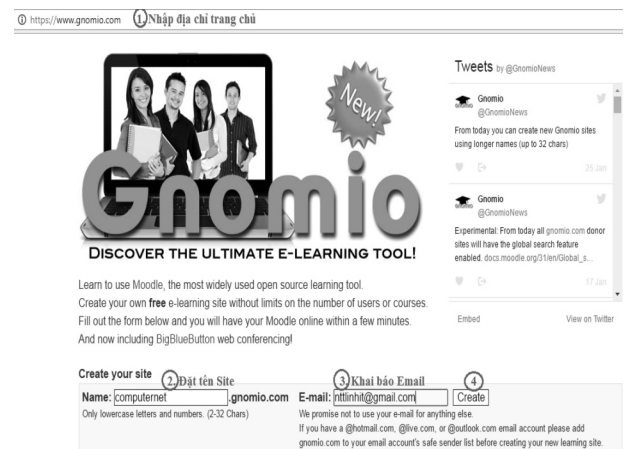 https://www.gnomio.com 1. Nhập địa chỉ trang chủ
New!
Gnomio
DISCOVER THE ULTIMATE E-LEARNING TOOL!
Learn to use Moodle, the most widely used open source learning tool.
Create your own free e-learning site without limits on the number of users or courses.
Fill out the form below and you will have your Moodle online within a few minutes.
And now including BigBlueButton web conferencing!
Tweets by @GnomioNews
Gnomio
@GnomioNews
From today you can create new Gnomio sites
using longer names (up to 32 chars)
25 Jan
Gnomio
@GnomioNews
Experimental: From today all gnomio.com donor
sites will have the global search feature
enabled. docs.moodle.org/31/en/Global_s...
17 Jan
Embed View on Twitter
Create your site 2. Đặt tên Site 3. Khai báo Email 4
Name: computernet .gnomio.com E-mail: nttlinhit@gmail.com Create
Only lowercase letters and numbers. (2-32 Chars) We promise not to use your e-mail for anything else.
If you have a @hotmail.com, @live.com, or @outlook.com email account please add
gnomio.com to your email account's safe sender list before creating your new learning site.